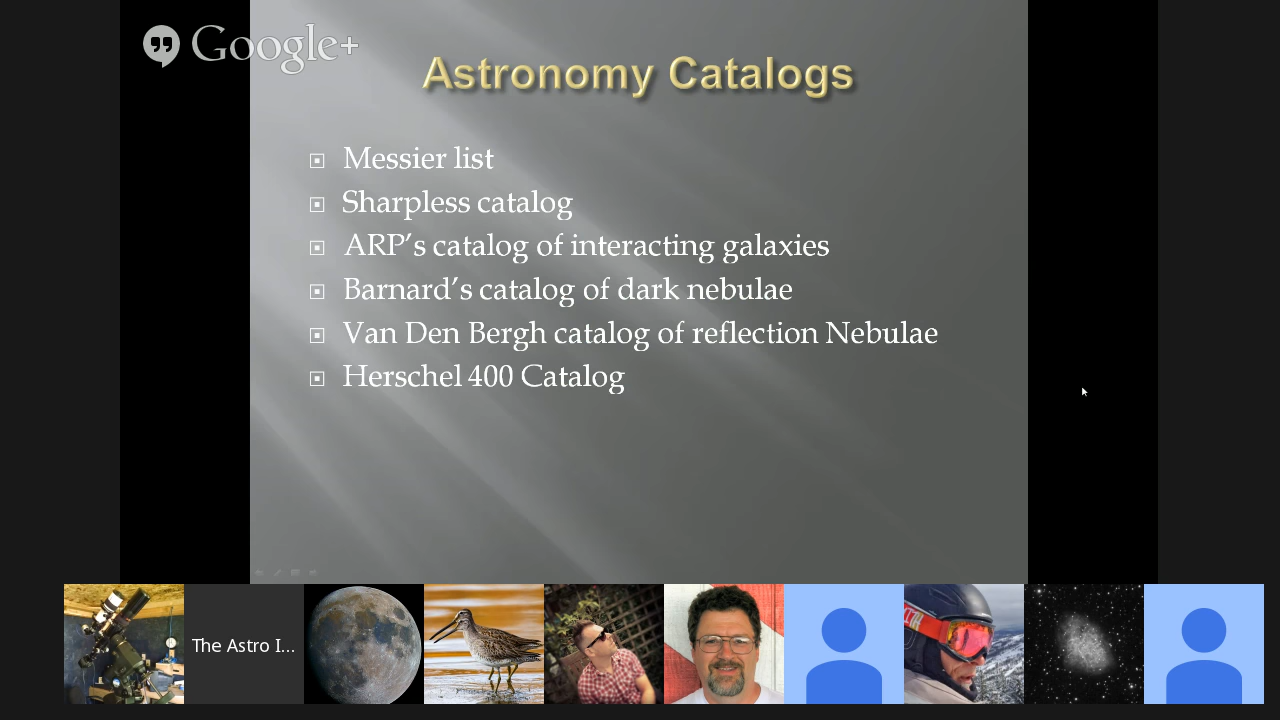 Google+
Astronomy Catalogs
Messier list
Sharpless catalog
ARP’s catalog of interacting galaxies
Barnard’s catalog of dark nebulae
Van Den Bergh catalog of reflection Nebulae
Herschel 400 Catalog
The Astro I...